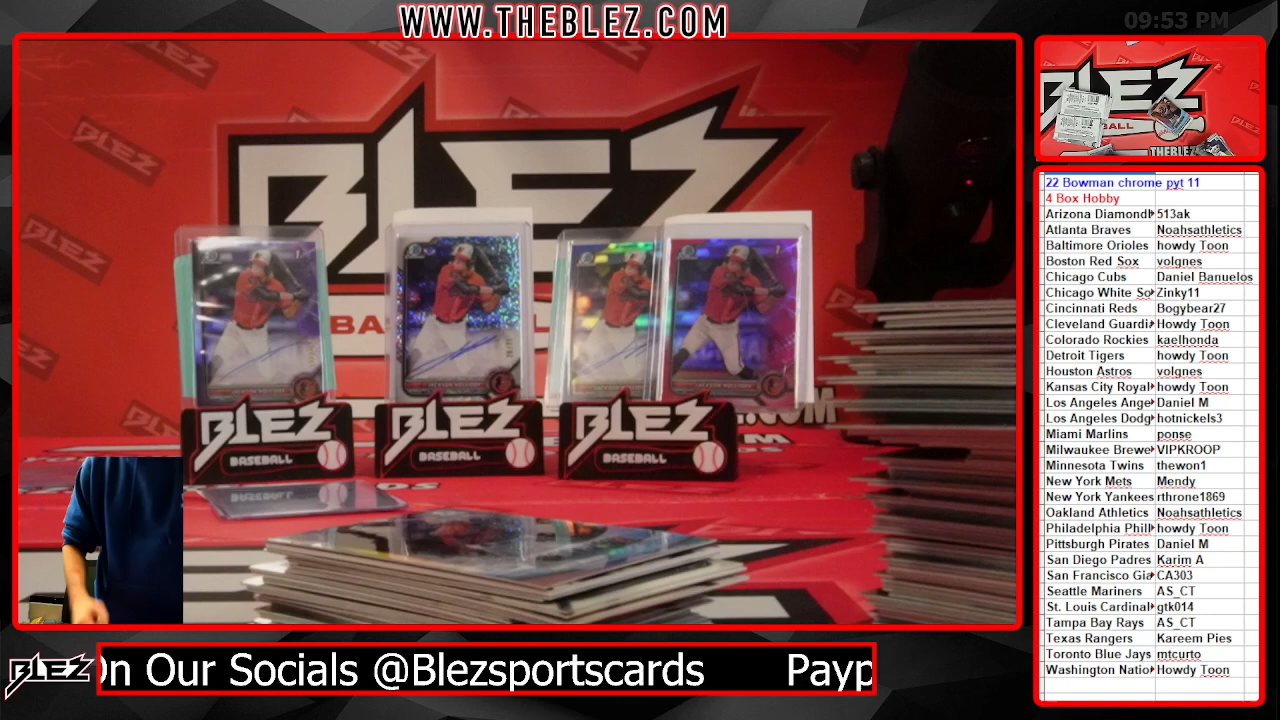 WWW.THEBLEZ.COM
09:53 PM
BLEZ
BLEZ
BASEBALL
BLEZ
BASEBALL
BLEZ
BASEBALL
BLEZ
BALL
THEBLEZ
22 Bowman chrome pyt 11
4 Box Hobby
Arizona Diamondl 513ak
Atlanta Braves Noahsathletics
Baltimore Orioles howdy Toon
Boston Red Sox volgnes
Chicago Cubs Daniel Banuelos
Chicago White So Zinky11
Cincinnati Reds Bogybear27
Cleveland Guardi Howdy Toon
Colorado Rockies kaelhonda
Detroit Tigers howdy Toon
Houston Astros volgnes
Kansas City Royal howdy Toon
Los Angeles Ange Daniel M
Los Angeles Dodg hotnickels3
Miami Marlins ponse
Milwaukee Brewe VIPKROOP
Minnesota Twins thewon1
New York Mets Mendy
New York Yankees rthrone1869
Oakland Athletics Noahsathletics
Philadelphia Phill howdy Toon
Pittsburgh Pirates Daniel M
San Diego Padres Karim A
San Francisco Gia CA303
Seattle Mariners AS_CT
St. Louis Cardinal gtk014
Tampa Bay Rays AS_CT
Texas Rangers Kareem Pies
Toronto Blue Jays mtcurto
Washington Natio Howdy Toon
BLEZ
On Our Socials @Blezsportscards Payp